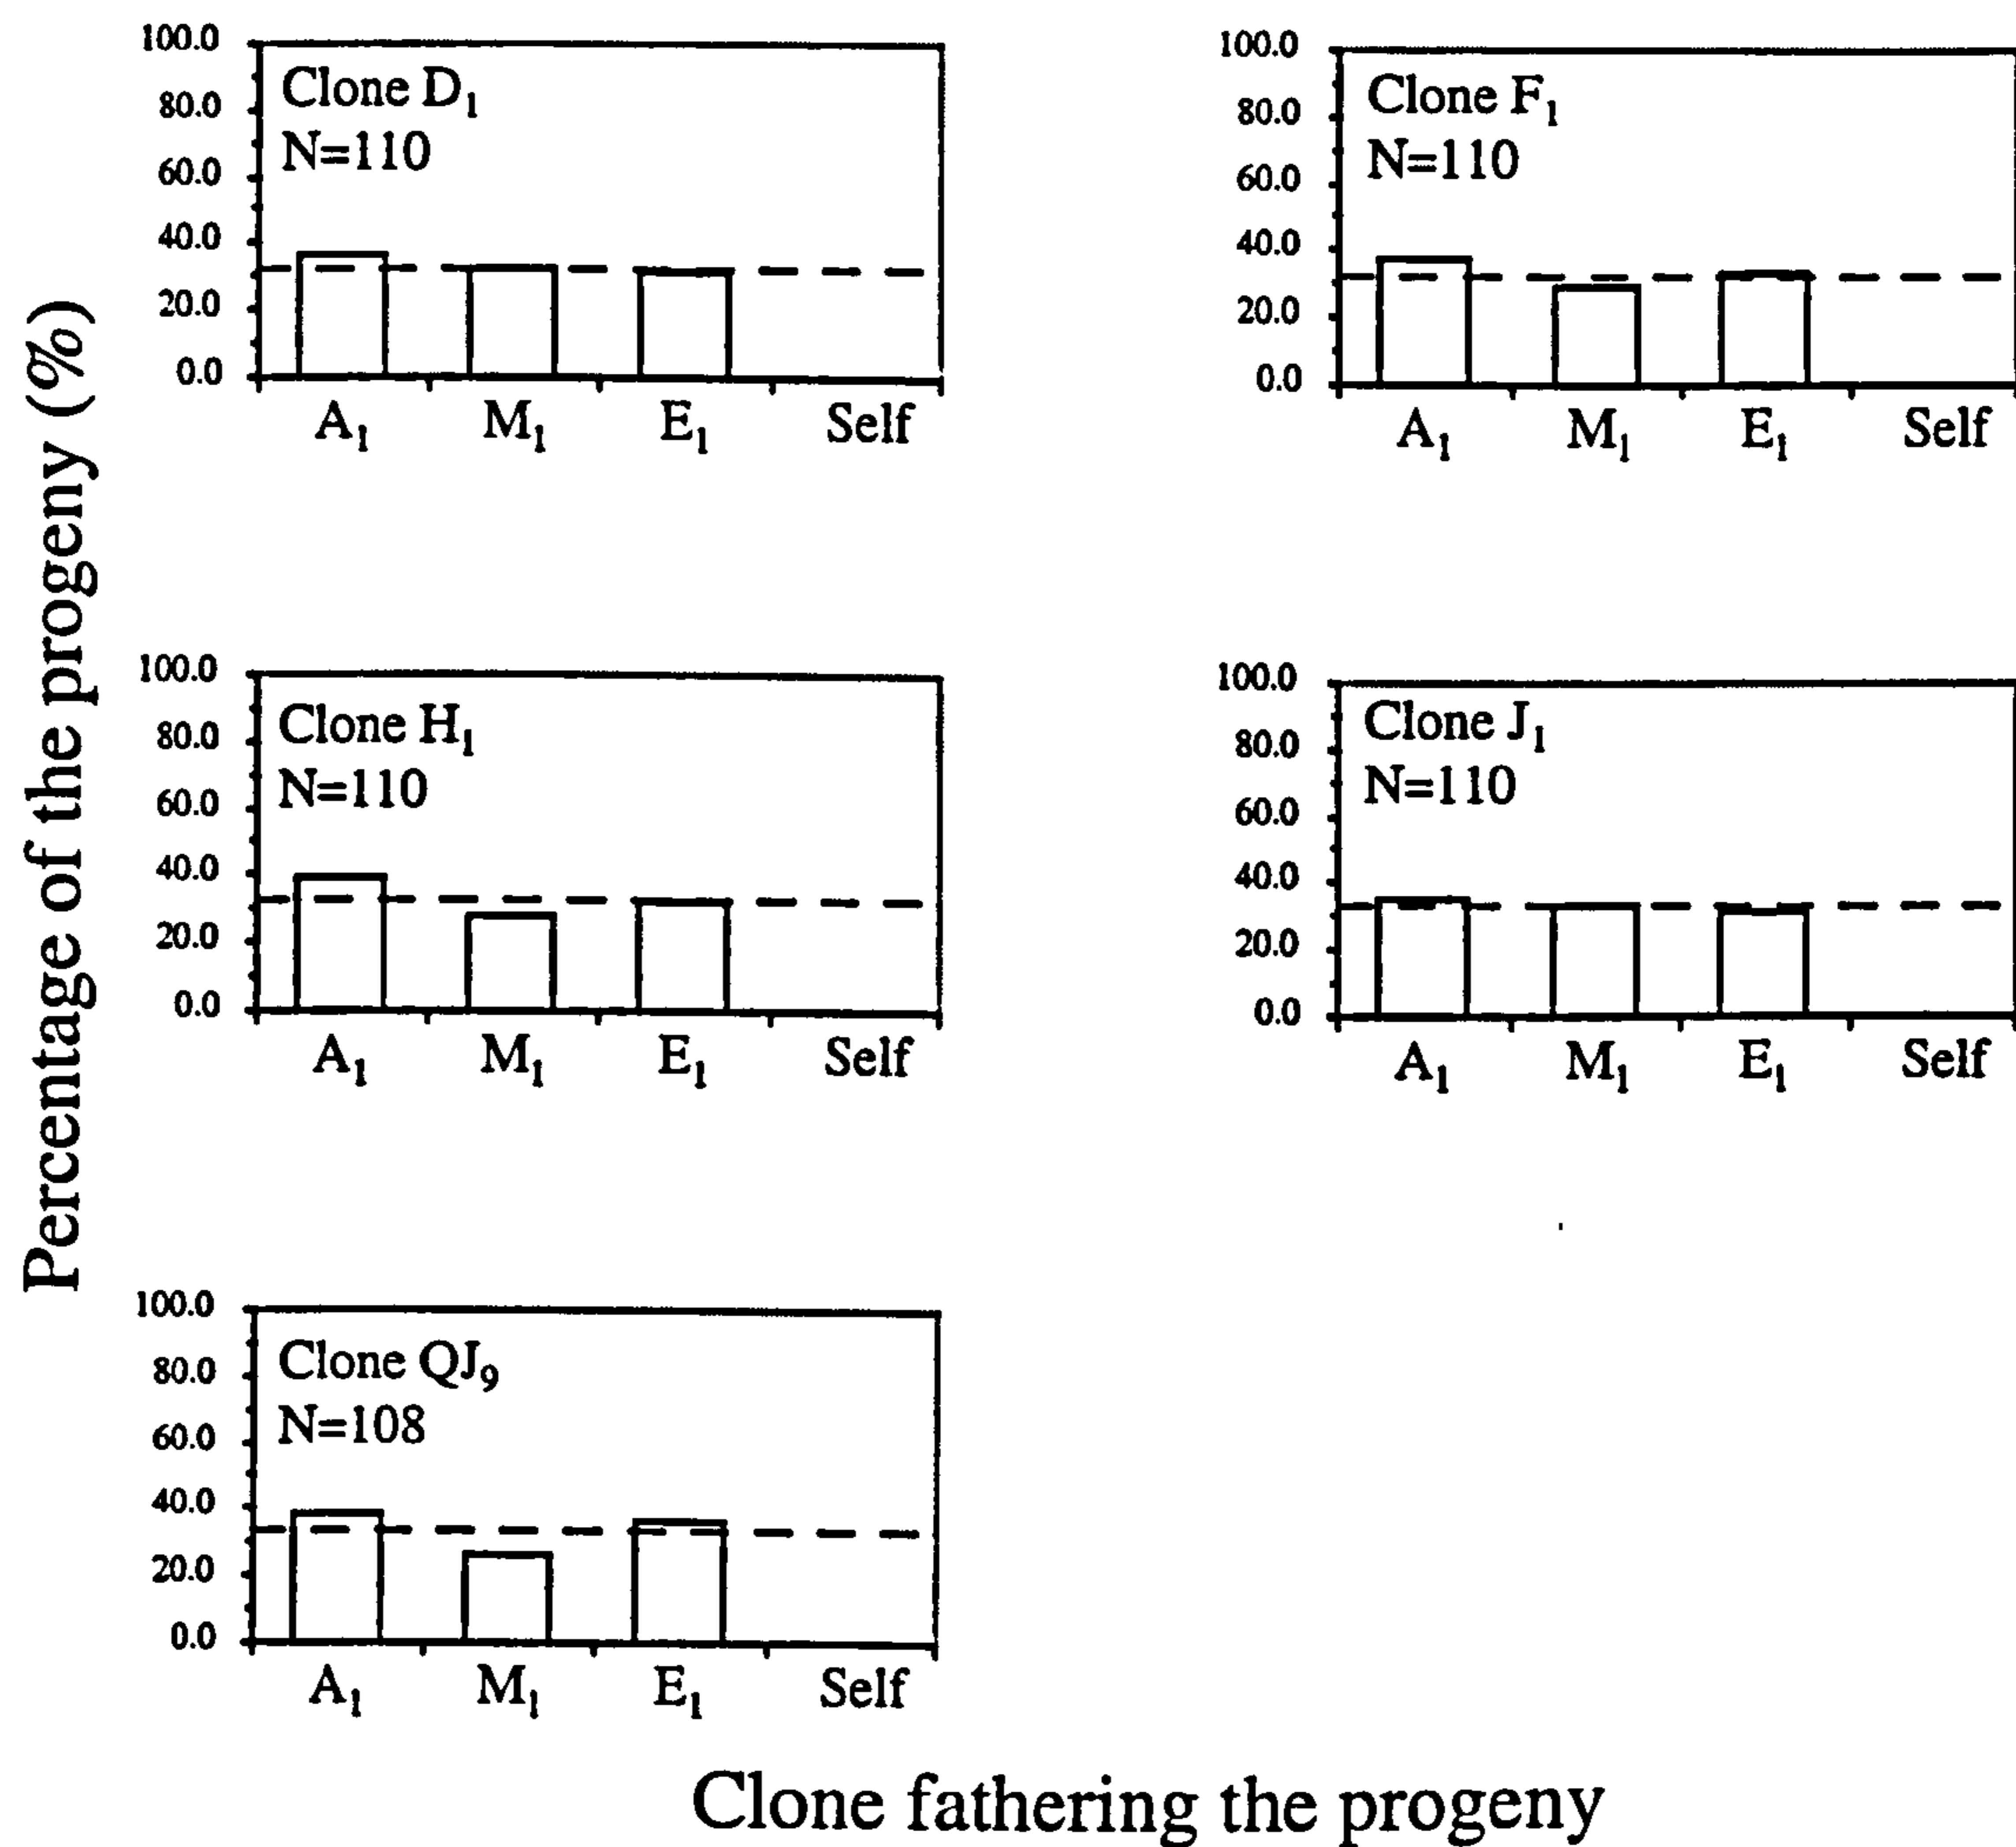 Percentage of the progeny (%)
100.0
80.0
60.0
40.0
20.0
0.0
Clone D₁
N=110
A₁ M₁ E₁ Self
100.0
80.0
60.0
40.0
20.0
0.0
Clone F₁
N=110
A₁ M₁ E₁ Self
100.0
80.0
60.0
40.0
20.0
0.0
Clone H₁
N=110
A₁ M₁ E₁ Self
100.0
80.0
60.0
40.0
20.0
0.0
Clone J₁
N=110
A₁ M₁ E₁ Self
100.0
80.0
60.0
40.0
20.0
0.0
Clone QJ₉
N=108
A₁ M₁ E₁ Self
Clone fathering the progeny